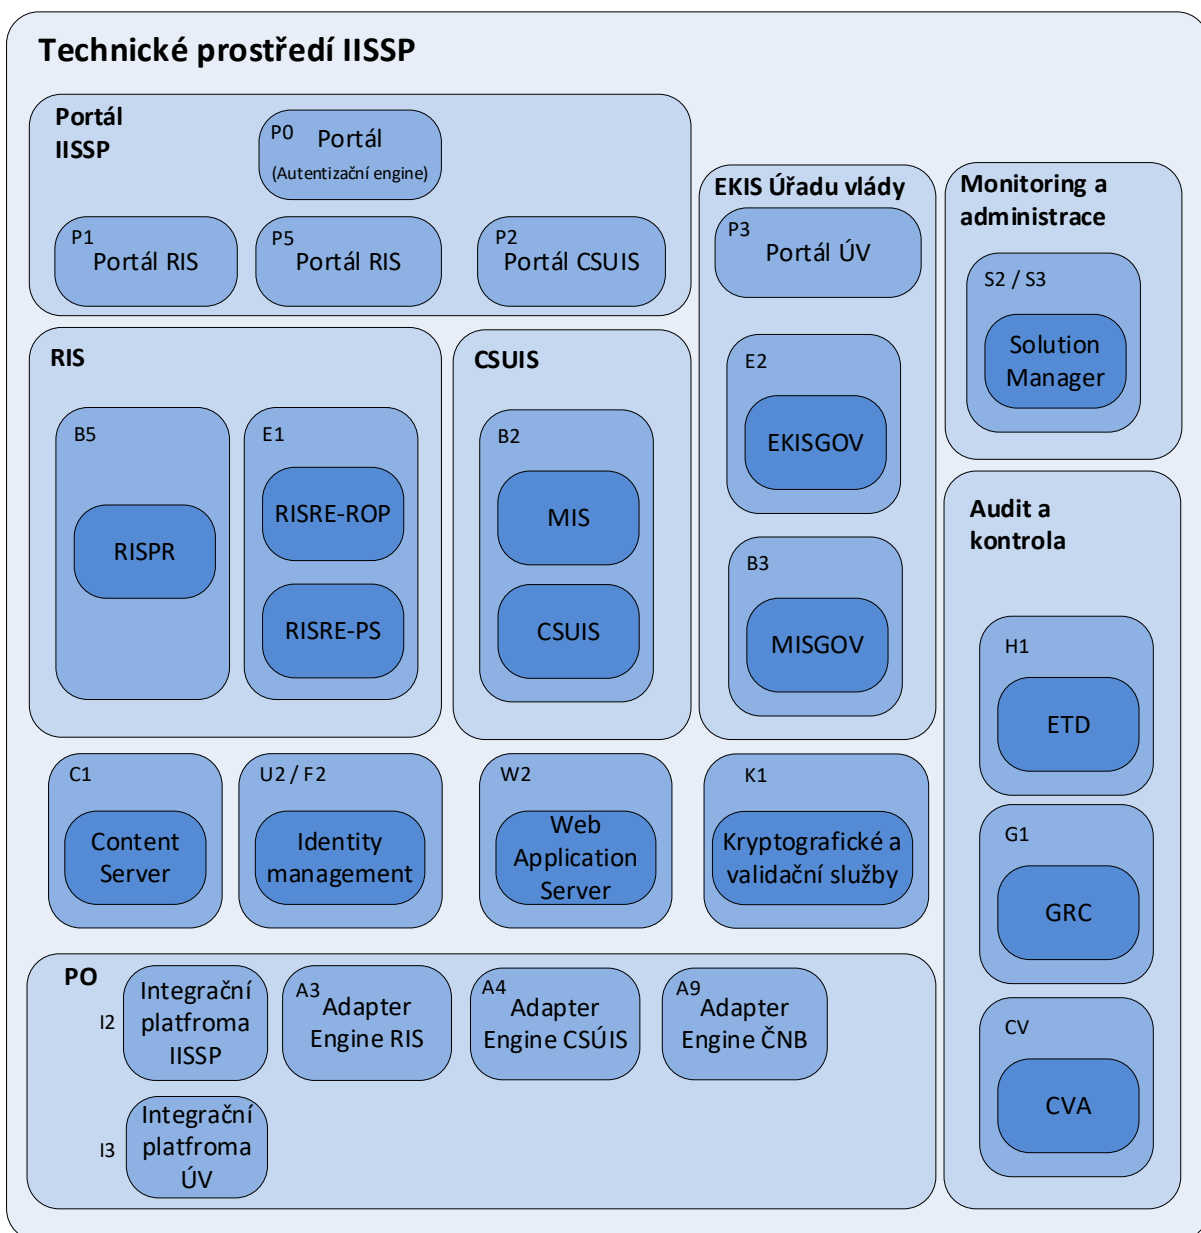 Technické prostředí IISSP
Portál
IISSP
P0
Portál
(Autentizační engine)
P1
Portál RIS
P5
Portál RIS
P2
Portál CSUIS
EKIS Úřadu vlády
P3
Portál ÚV
E2
EKISGOV
B3
MISGOV
Monitoring a
administrace
S2 / S3
Solution
Manager
RIS
B5
RISPR
E1
RISRE-ROP
RISRE-PS
CSUIS
B2
MIS
CSUIS
Audit a
kontrola
H1
ETD
G1
GRC
CV
CVA
C1
Content
Server
U2 / F2
Identity
management
W2
Web
Application
Server
K1
Kryptografické a
validační služby
PO
I2
Integrační
platfroma
IISSP
A3
Adapter
Engine RIS
A4
Adapter
Engine CSÚIS
A9
Adapter
Engine ČNB
I3
Integrační
platfroma
ÚV